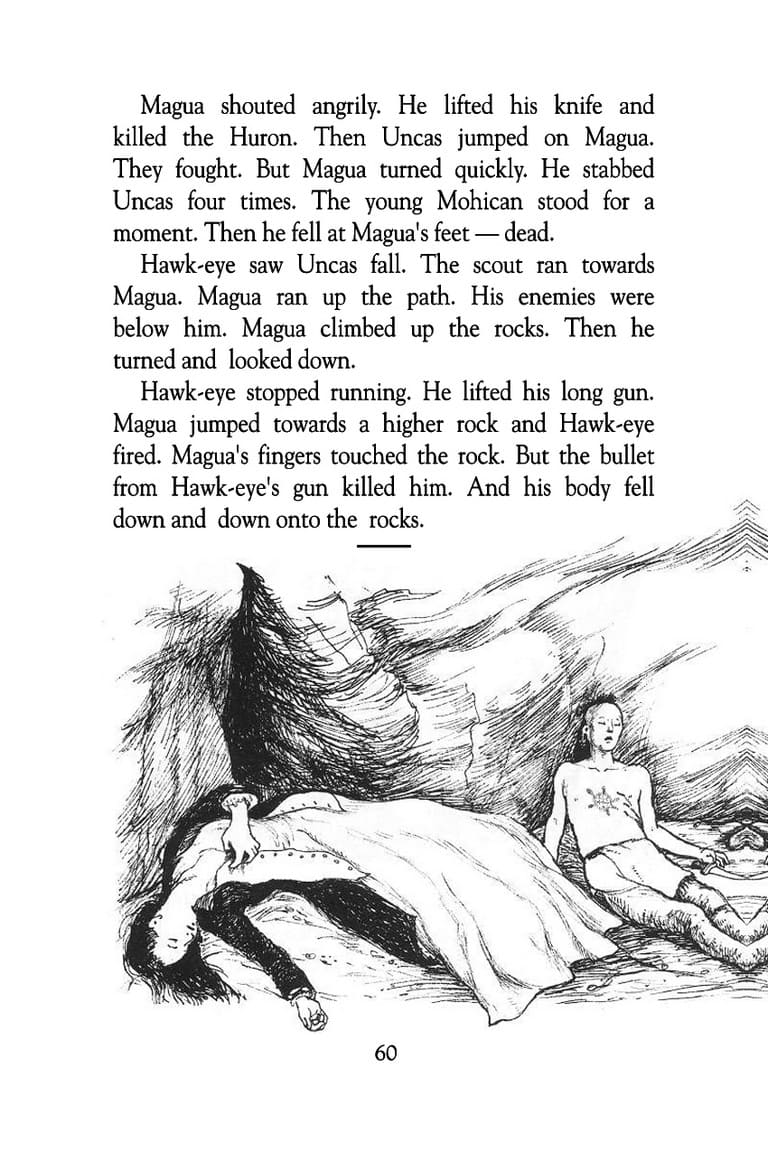 Magua shouted angrily. He lifted his knife and
killed the Huron. Then Uncas jumped on Magua.
They fought. But Magua turned quickly. He stabbed
Uncas four times. The young Mohican stood for a
moment. Then he fell at Magua's feet — dead.
Hawk-eye saw Uncas fall. The scout ran towards
Magua. Magua ran up the path. His enemies were
below him. Magua climbed up the rocks. Then he
turned and looked down.
Hawk-eye stopped running. He lifted his long gun.
Magua jumped towards a higher rock and Hawk-eye
fired. Magua's fingers touched the rock. But the bullet
from Hawk-eye's gun killed him. And his body fell
down and down onto the rocks.
60